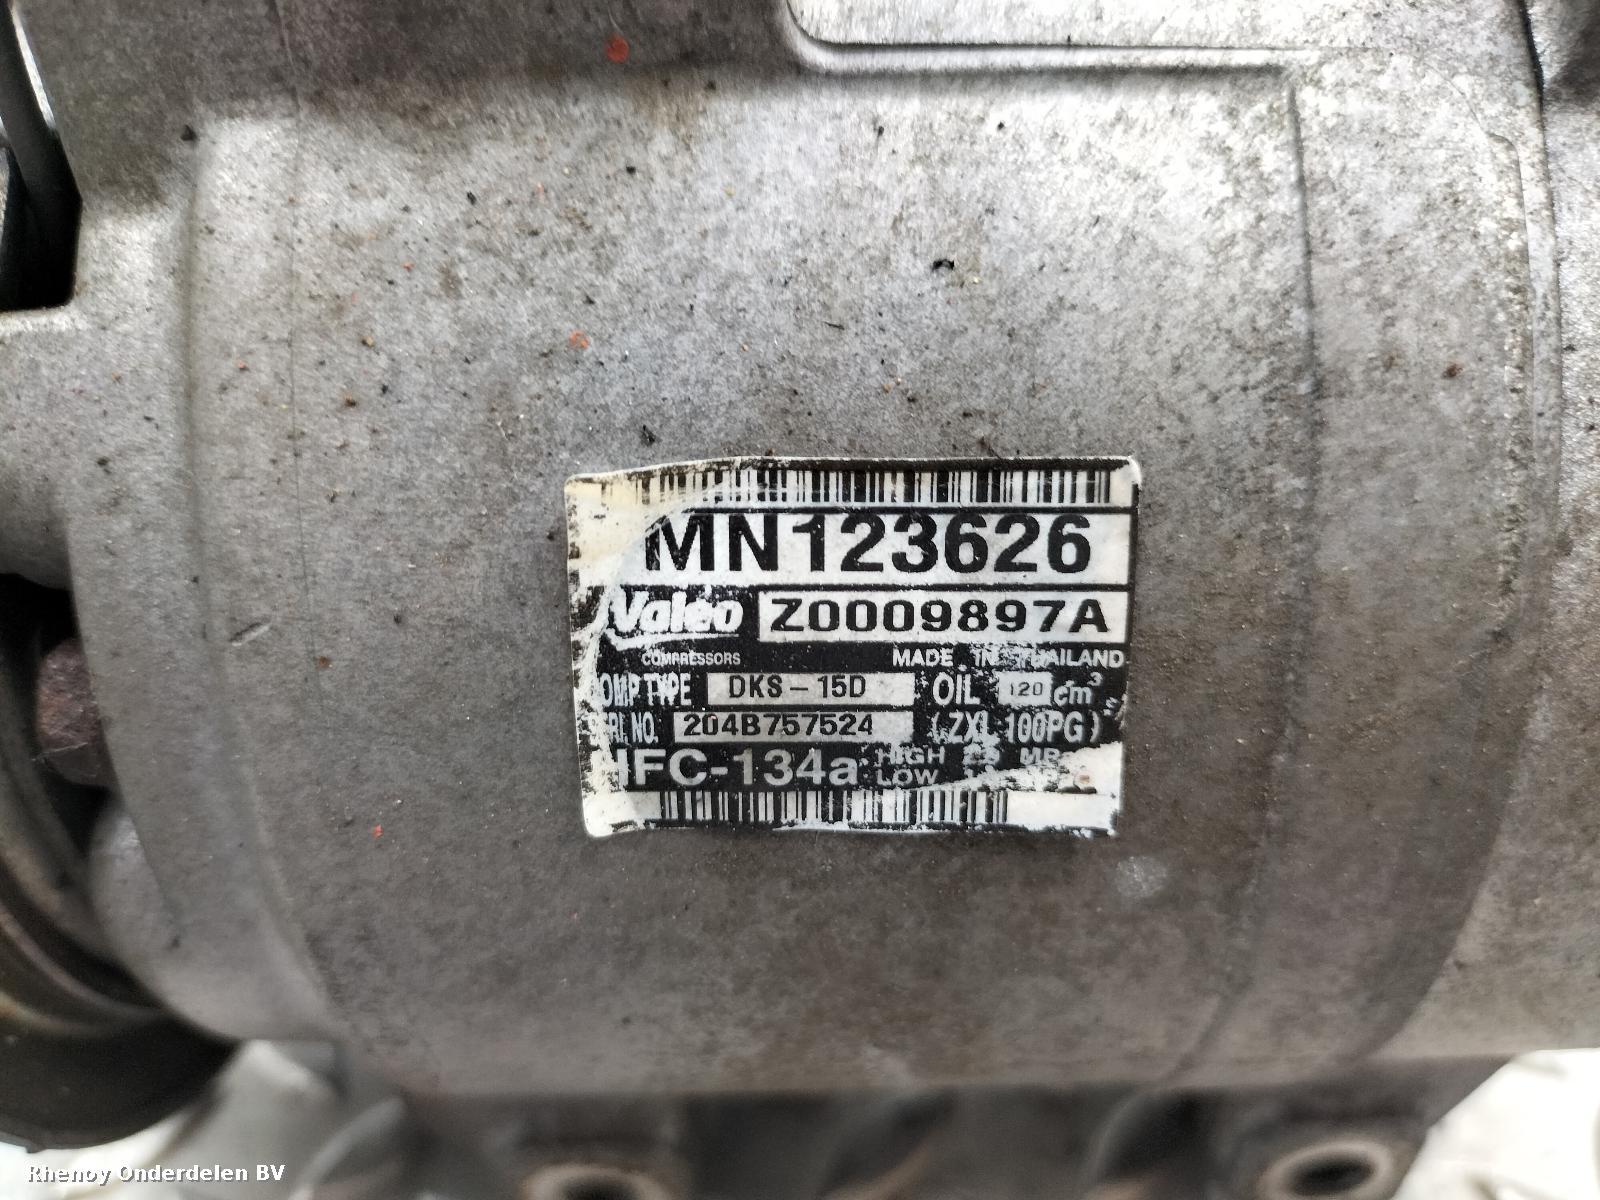 MN123626
Valeo Z0009897A
COMPRESSORS MADE IN THAILAND
COMP TYPE DKS-15D OIL 120 cm³
SERI. NO. 204B757524 (ZXL 100PG)
HFC-134a HIGH
LOW
Rhenoy Onderdelen BV